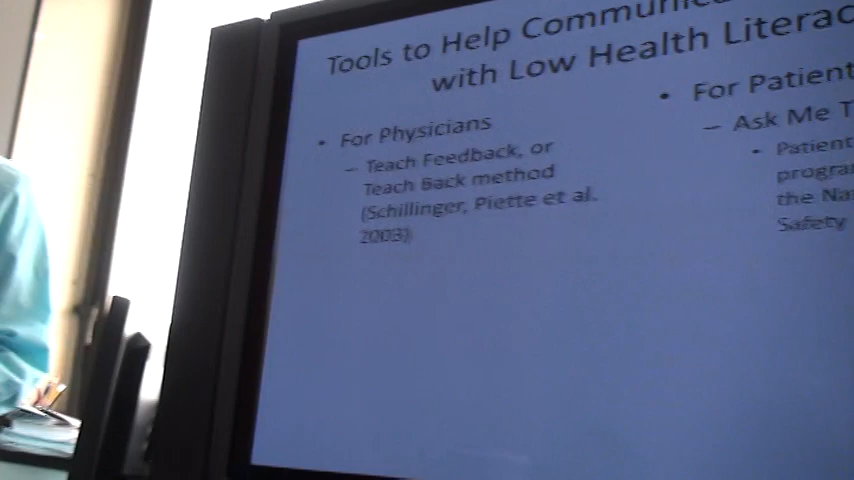 Tools to Help Communic
with Low Health Literac
• For Physicians
– Teach Feedback, or
Teach Back method
(Schillinger, Piette et al.
2003)
• For Patient
– Ask Me T
• Patient
progra
the Na
Safety